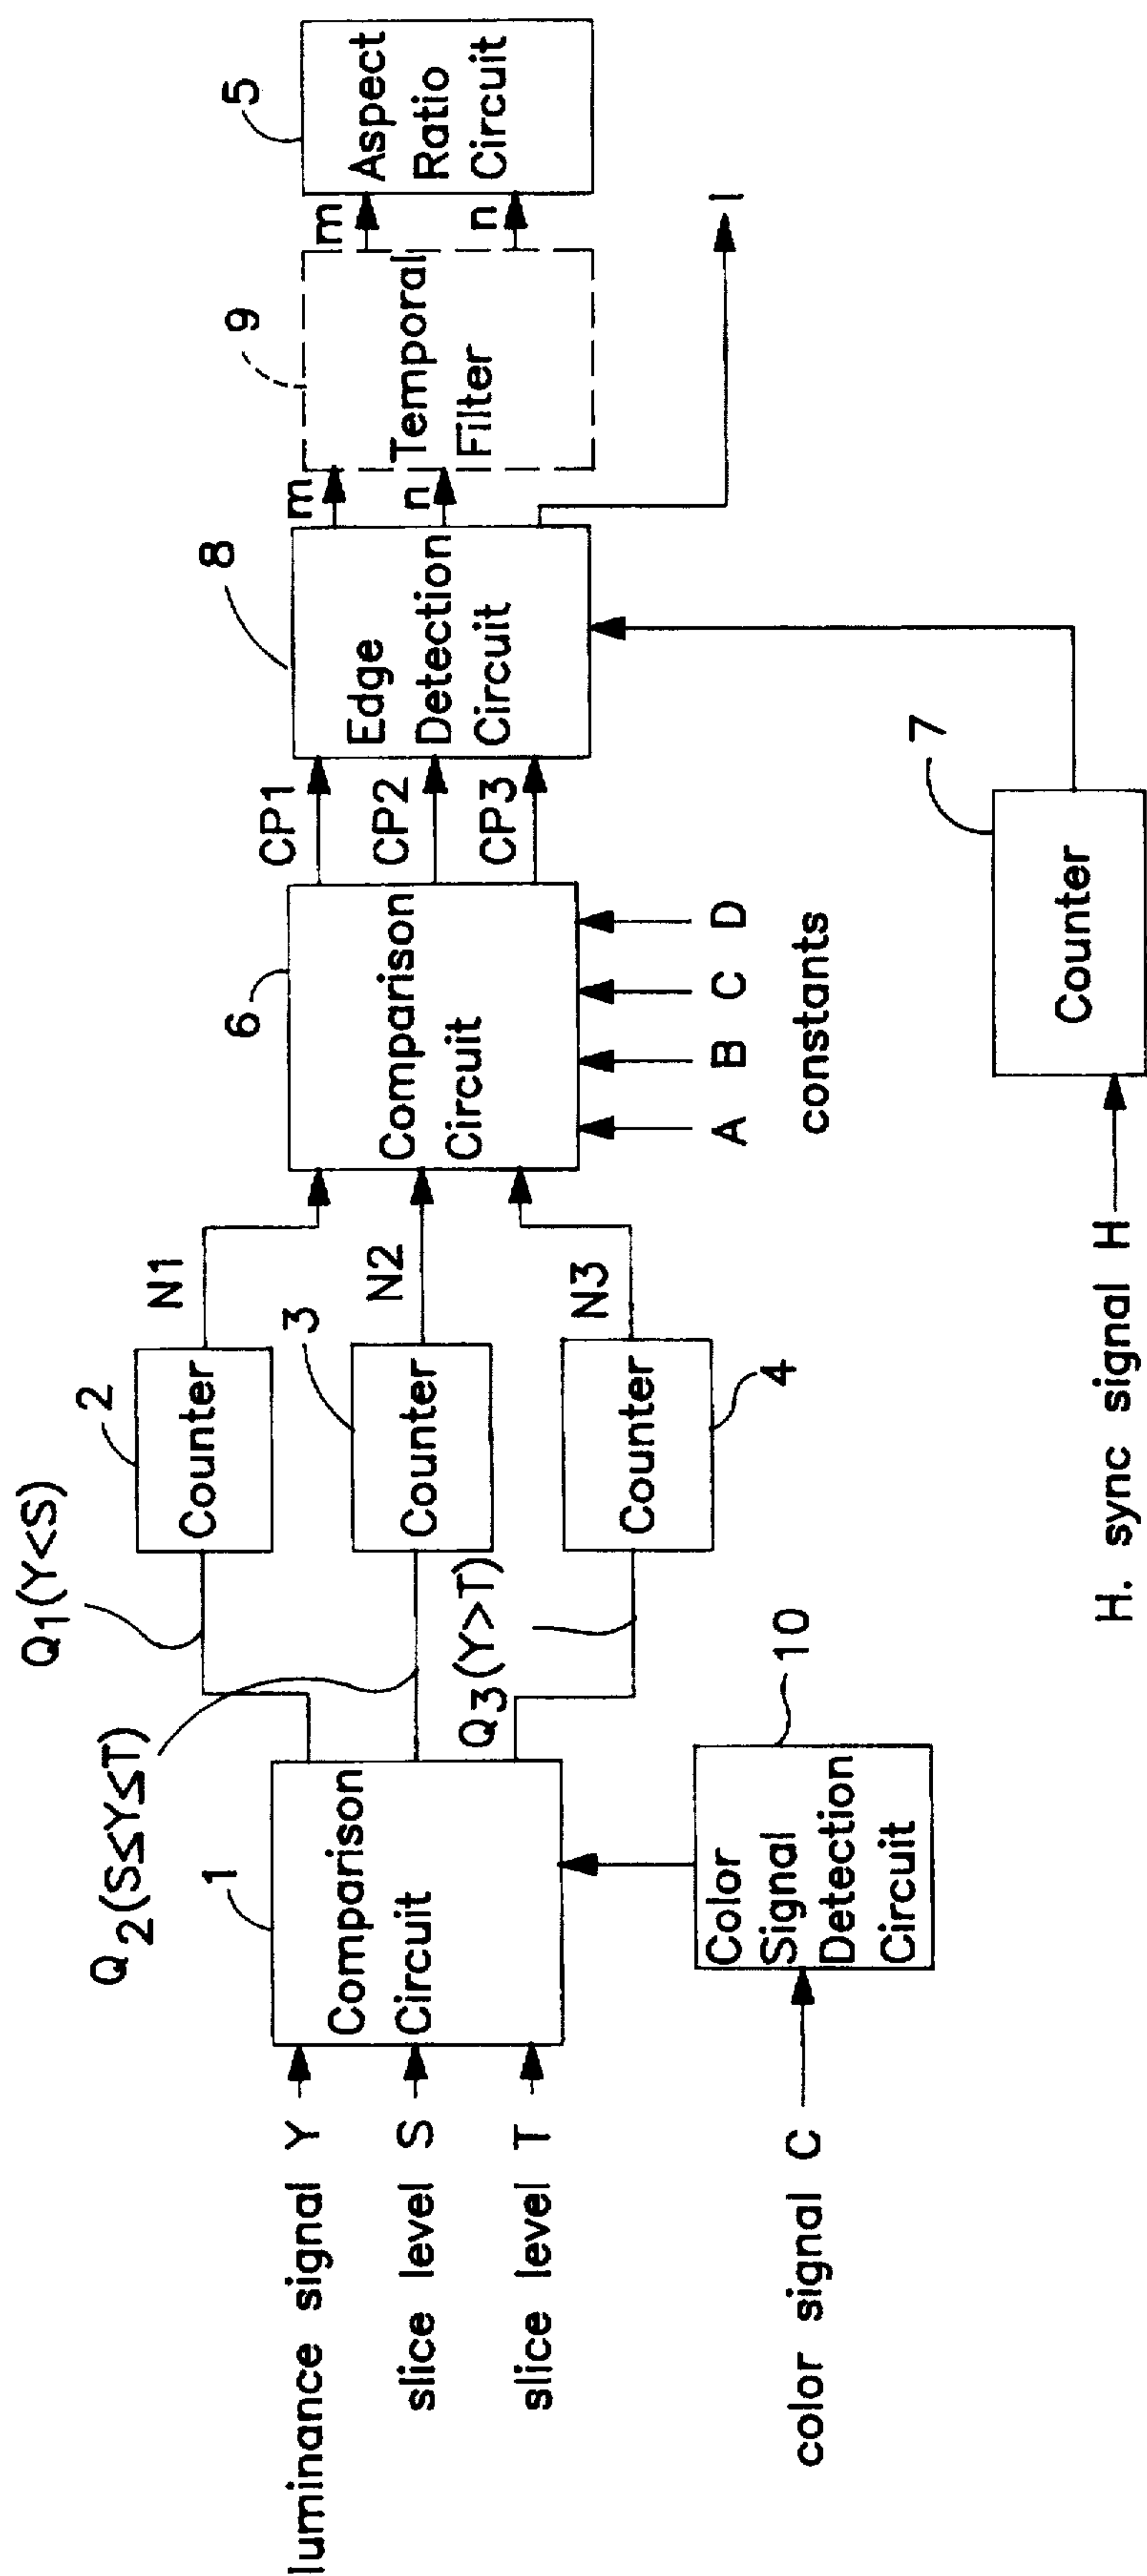 luminance signal Y
slice level S
slice level T
color signal C
1
Comparison
Circuit
10
Color
Signal
Detection
Circuit
Q1(Y<S)
Q2(S≤Y≤T)
Q3(Y>T)
2
Counter
3
Counter
4
Counter
N1
N2
N3
6
Comparison
Circuit
A B C D
constants
H. sync signal H
7
Counter
CP1
CP2
CP3
8
Edge
Detection
Circuit
m
n
l
9
Temporal
Filter
m
n
5
Aspect
Ratio
Circuit